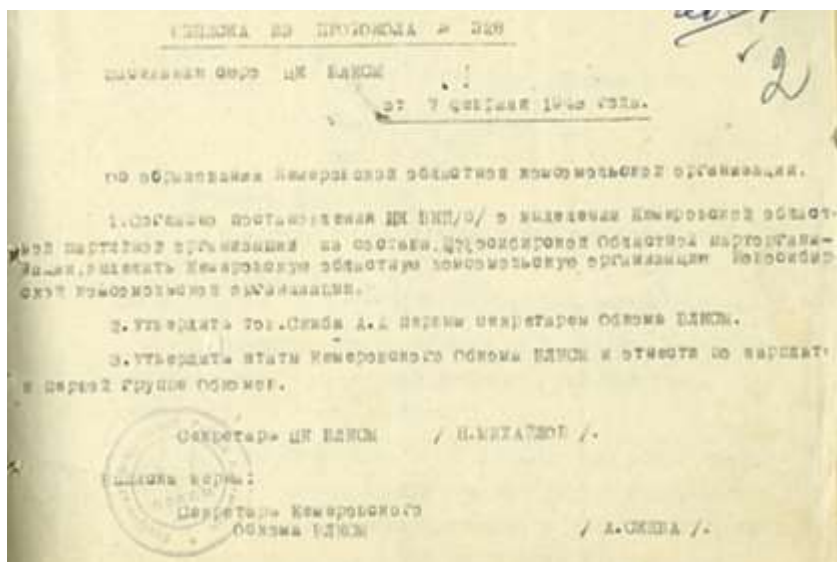 ВЫПИСКА ИЗ ПРОТОКОЛА № 328
Заседания бюро ЦК ВЛКСМ
от 7 февраля 1943 года.
2
Об образовании Кемеровской областной комсомольской организации.
1.Согласно постановления ЦК ВКП/б/ о выделении Кемеровской област-
ной партийной организации из состава Новосибирской Областной парторгани-
зации, выделить Кемеровскую областную комсомольскую организацию Новосибир-
ской комсомольской организации.
2.Утвердить тов.Скиба А.Д первым секретарем Обкома ВЛКСМ.
3.Утвердить штаты Кемеровского Обкома ВЛКСМ и отнести по зарплате
к первой группе Обкомов.
Секретарь ЦК ВЛКСМ / Н.МИХАЙЛОВ /.
Выписка верна:
Секретарь Кемеровского
Обкома ВЛКСМ / А.СКИБА /.